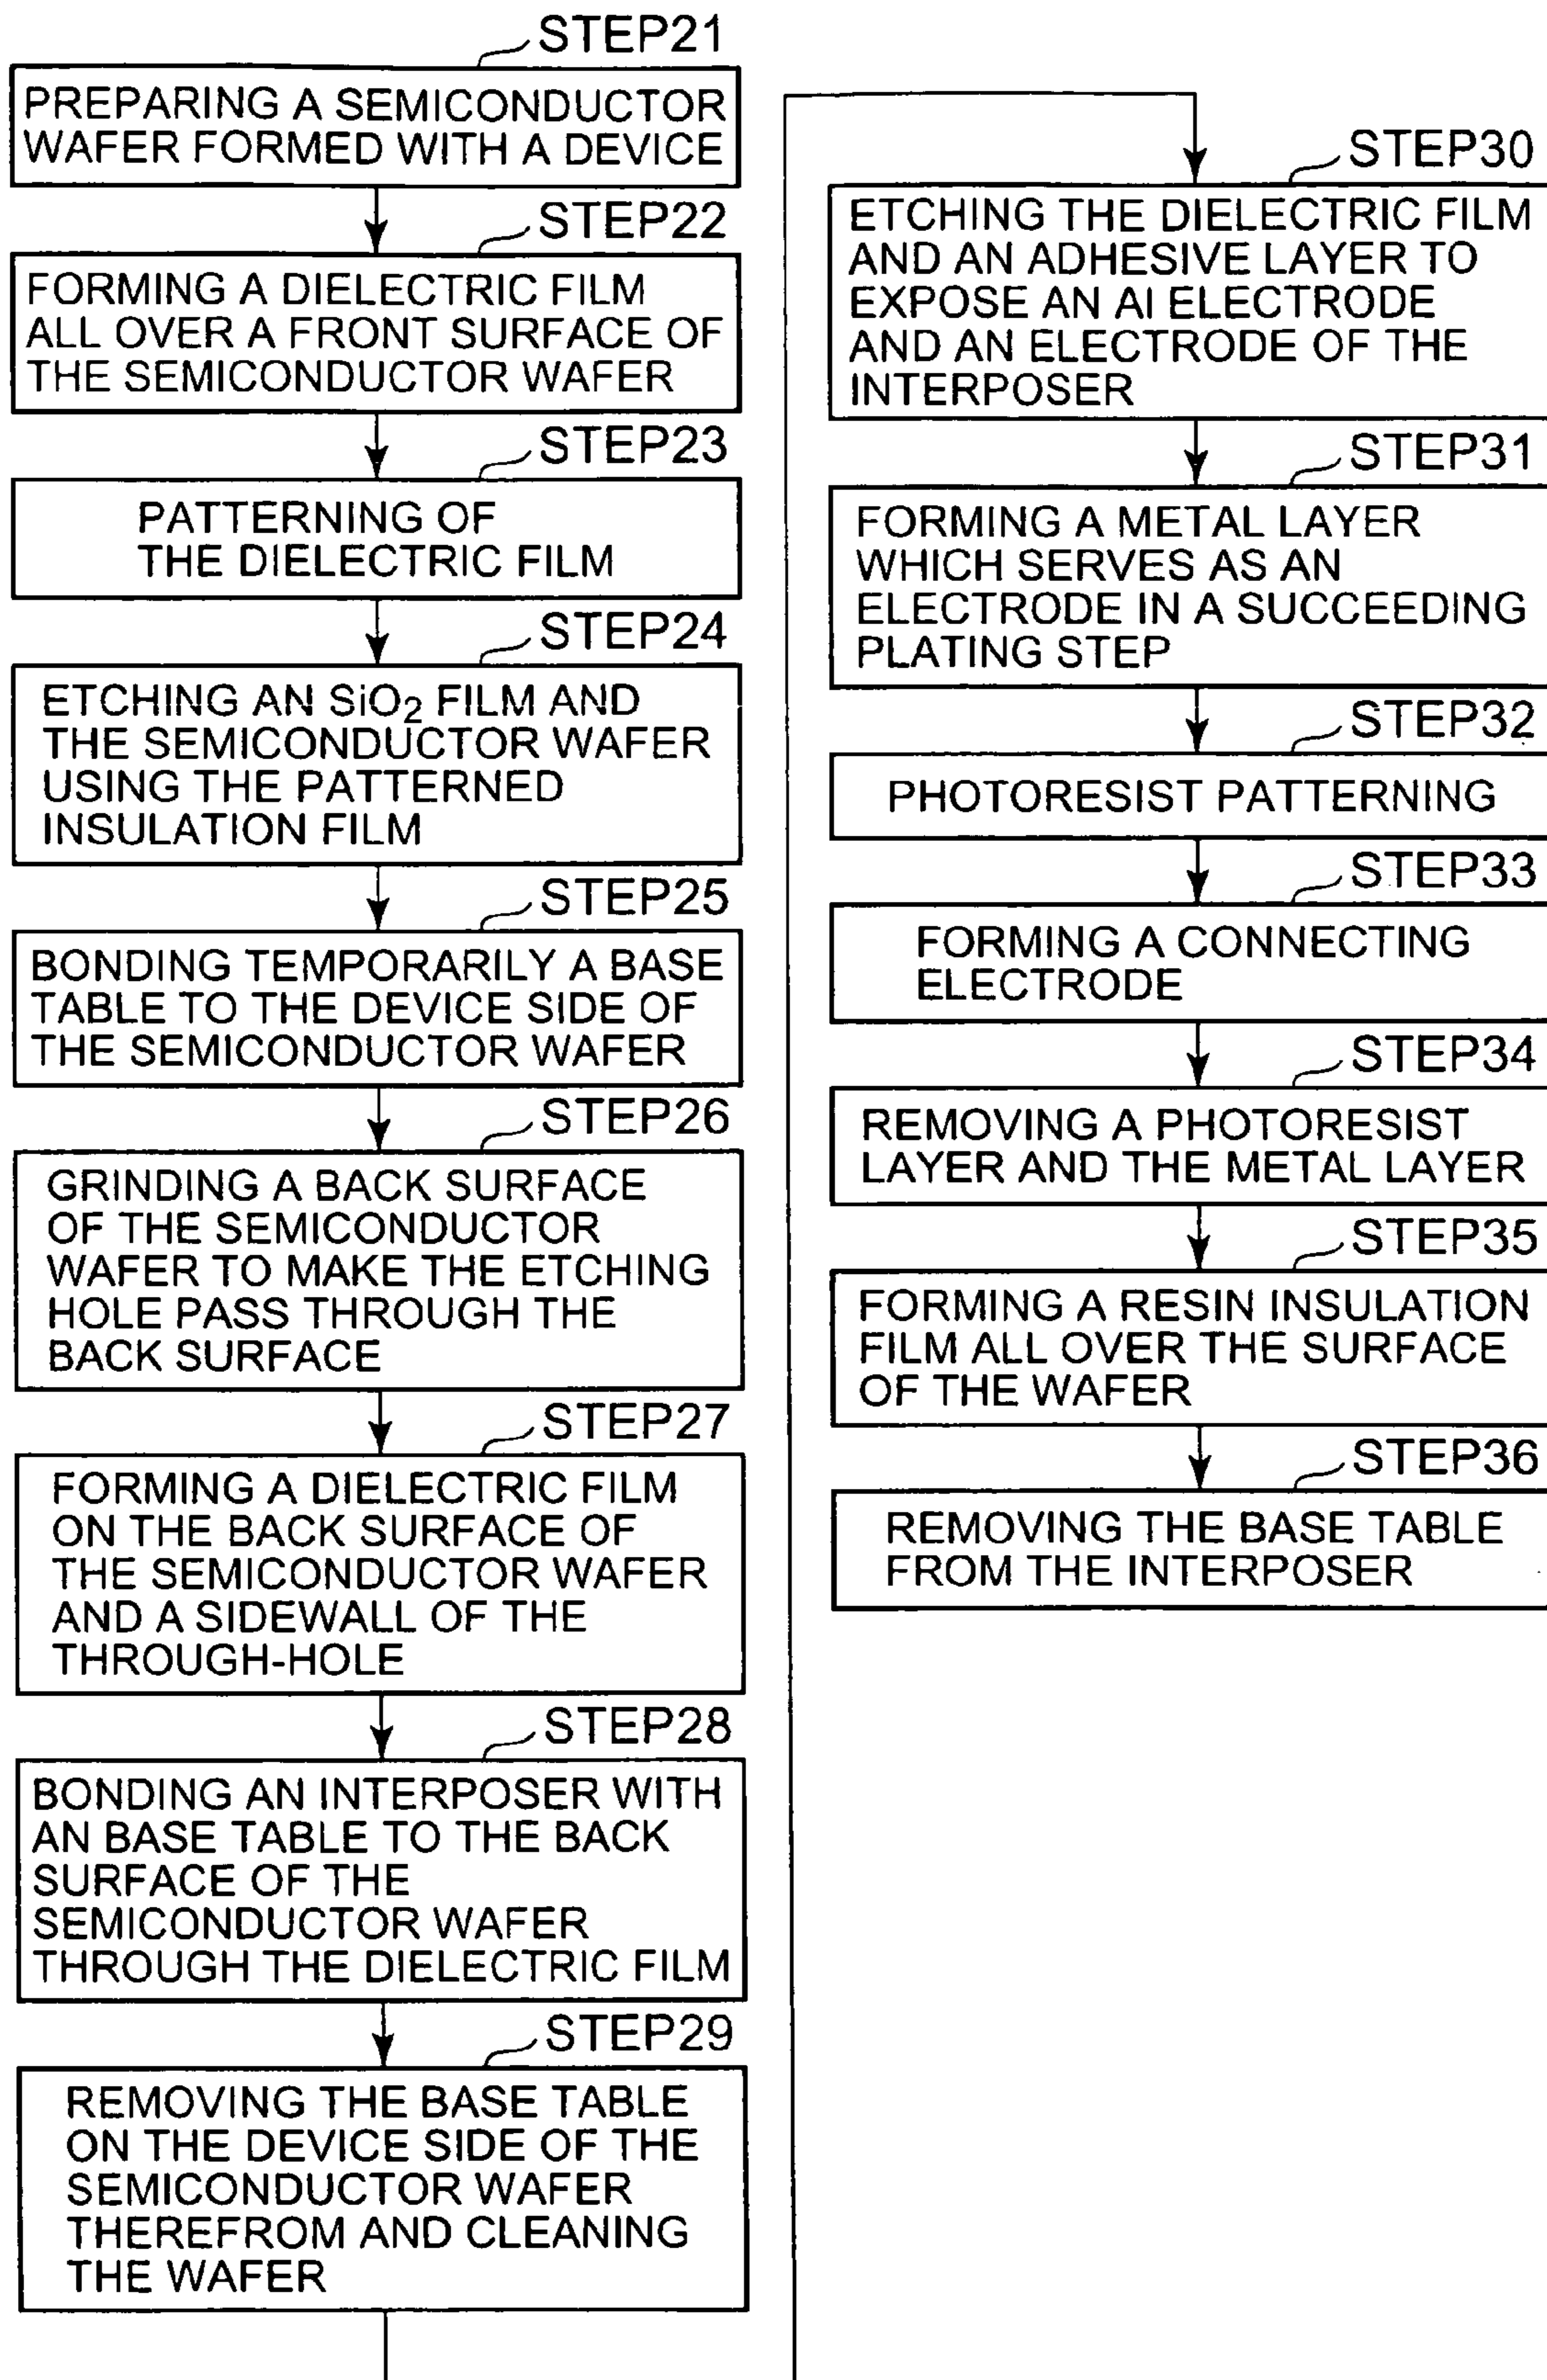 STEP21
PREPARING A SEMICONDUCTOR
WAFER FORMED WITH A DEVICE
STEP22
FORMING A DIELECTRIC FILM
ALL OVER A FRONT SURFACE OF
THE SEMICONDUCTOR WAFER
STEP23
PATTERNING OF
THE DIELECTRIC FILM
STEP24
ETCHING AN SiO₂ FILM AND
THE SEMICONDUCTOR WAFER
USING THE PATTERNED
INSULATION FILM
STEP25
BONDING TEMPORARILY A BASE
TABLE TO THE DEVICE SIDE OF
THE SEMICONDUCTOR WAFER
STEP26
GRINDING A BACK SURFACE
OF THE SEMICONDUCTOR
WAFER TO MAKE THE ETCHING
HOLE PASS THROUGH THE
BACK SURFACE
STEP27
FORMING A DIELECTRIC FILM
ON THE BACK SURFACE OF
THE SEMICONDUCTOR WAFER
AND A SIDEWALL OF THE
THROUGH-HOLE
STEP28
BONDING AN INTERPOSER WITH
AN BASE TABLE TO THE BACK
SURFACE OF THE
SEMICONDUCTOR WAFER
THROUGH THE DIELECTRIC FILM
STEP29
REMOVING THE BASE TABLE
ON THE DEVICE SIDE OF THE
SEMICONDUCTOR WAFER
THEREFROM AND CLEANING
THE WAFER
STEP30
ETCHING THE DIELECTRIC FILM
AND AN ADHESIVE LAYER TO
EXPOSE AN Al ELECTRODE
AND AN ELECTRODE OF THE
INTERPOSER
STEP31
FORMING A METAL LAYER
WHICH SERVES AS AN
ELECTRODE IN A SUCCEEDING
PLATING STEP
STEP32
PHOTORESIST PATTERNING
STEP33
FORMING A CONNECTING
ELECTRODE
STEP34
REMOVING A PHOTORESIST
LAYER AND THE METAL LAYER
STEP35
FORMING A RESIN INSULATION
FILM ALL OVER THE SURFACE
OF THE WAFER
STEP36
REMOVING THE BASE TABLE
FROM THE INTERPOSER